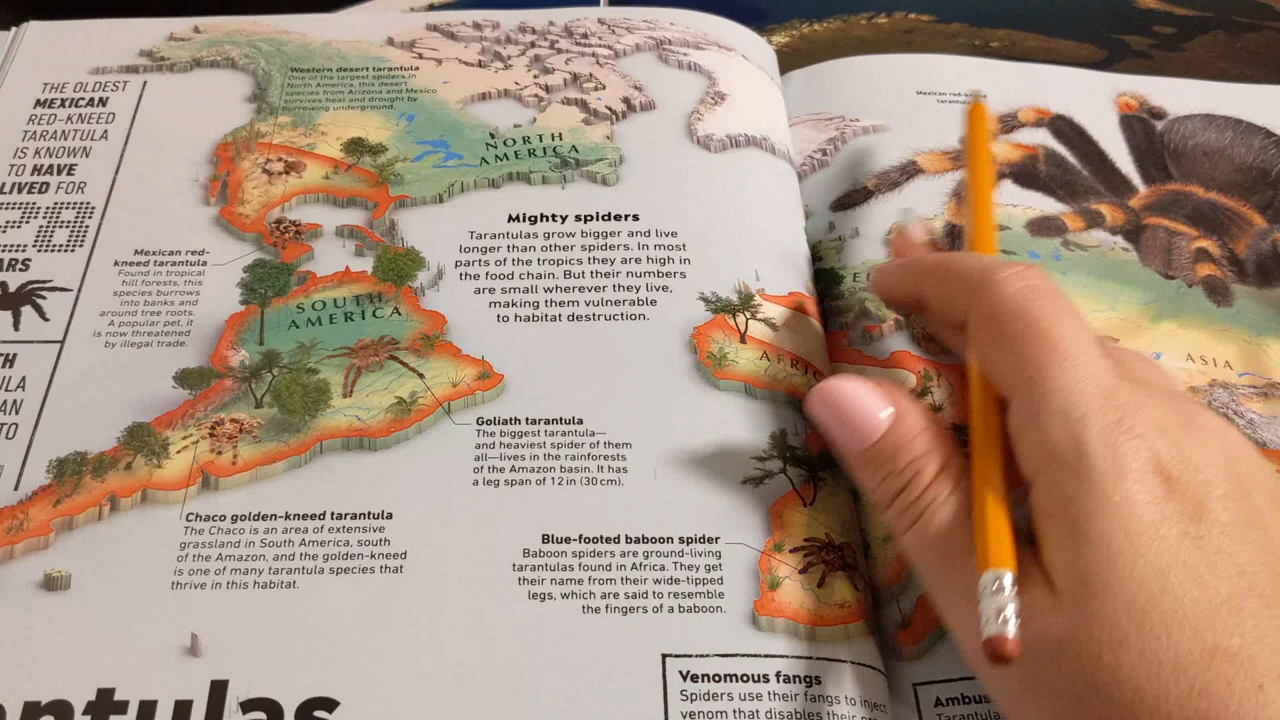 THE OLDEST
MEXICAN
RED-KNEED
TARANTULA
IS KNOWN
TO HAVE
LIVED FOR
28
Western desert tarantula
One of the largest spiders in
North America, this desert
species from Arizona and Mexico
survives heat and drought by
burrowing underground.
NORTH
AMERICA
Mexican red-
kneed tarantula
Found in tropical
hill forests, this
species burrows
into banks and
around tree roots.
A popular pet, it
is now threatened
by illegal trade.
Mighty spiders
Tarantulas grow bigger and live
longer than other spiders. In most
parts of the tropics they are high in
the food chain. But their numbers
are small wherever they live,
making them vulnerable
to habitat destruction.
SOUTH
AMERICA
Goliath tarantula
The biggest tarantula—
and heaviest spider of them
all—lives in the rainforests
of the Amazon basin. It has
a leg span of 12 in (30 cm).
Chaco golden-kneed tarantula
The Chaco is an area of extensive
grassland in South America, south
of the Amazon, and the golden-kneed
is one of many tarantula species that
thrive in this habitat.
Blue-footed baboon spider
Baboon spiders are ground-living
tarantulas found in Africa. They get
their name from their wide-tipped
legs, which are said to resemble
the fingers of a baboon.
Venomous fangs
Spiders use their fangs to inject
venom that disables their
antulas
Mexican
ASIA